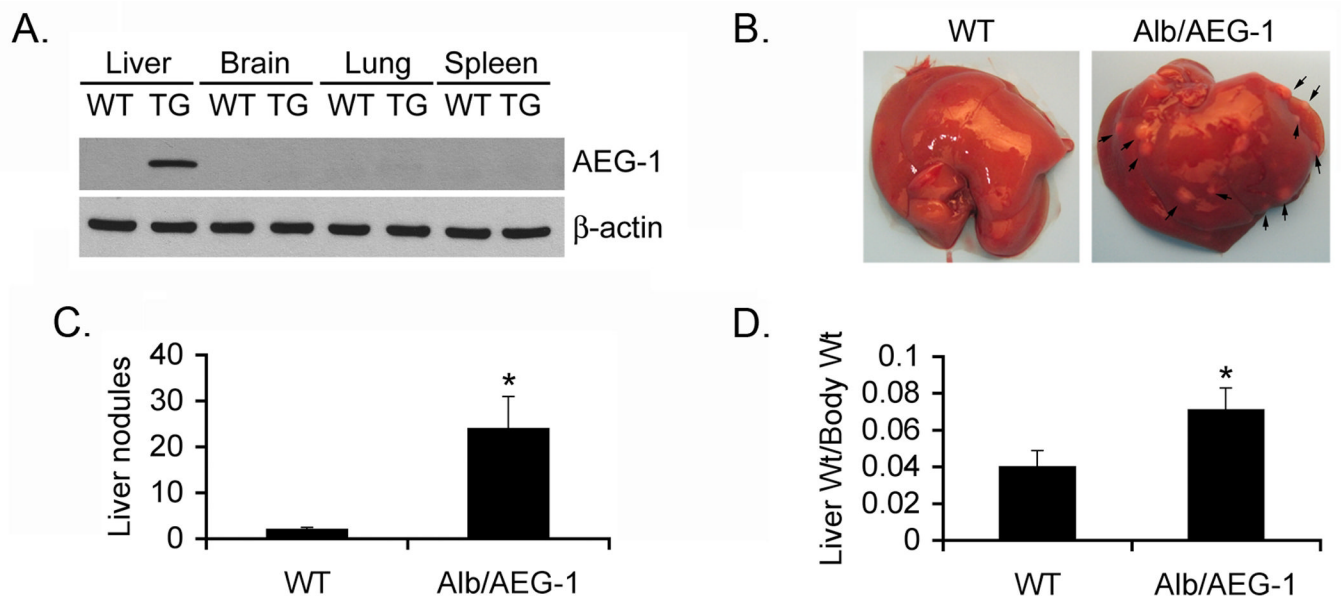 A.
Liver Brain Lung Spleen
WT TG WT TG WT TG WT TG
AEG-1
β-actin
B.
WT Alb/AEG-1
C.
Liver nodules
40
30
20
10
0
*
WT Alb/AEG-1
D.
Liver Wt/Body Wt
0.1
0.08
0.06
0.04
0.02
0
*
WT Alb/AEG-1